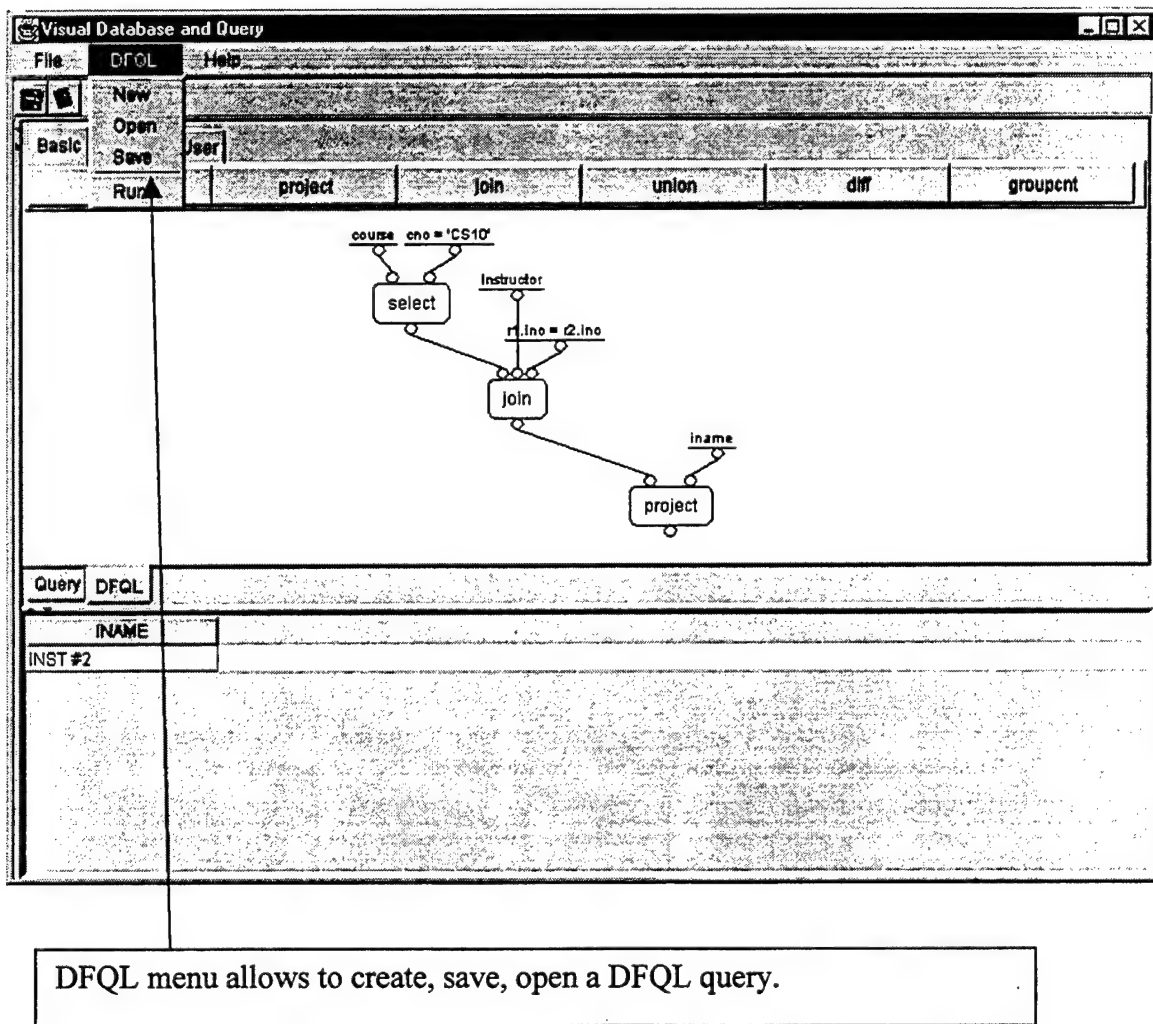 Visual Database and Query
File DFQL Help
New
Open
Save
Run
Basic User
project join union diff groupcnt
course cno = 'CS10'
Instructor
select
r1.ino = r2.ino
join
iname
project
Query DFQL
INAME
INST #2
DFQL menu allows to create, save, open a DFQL query.